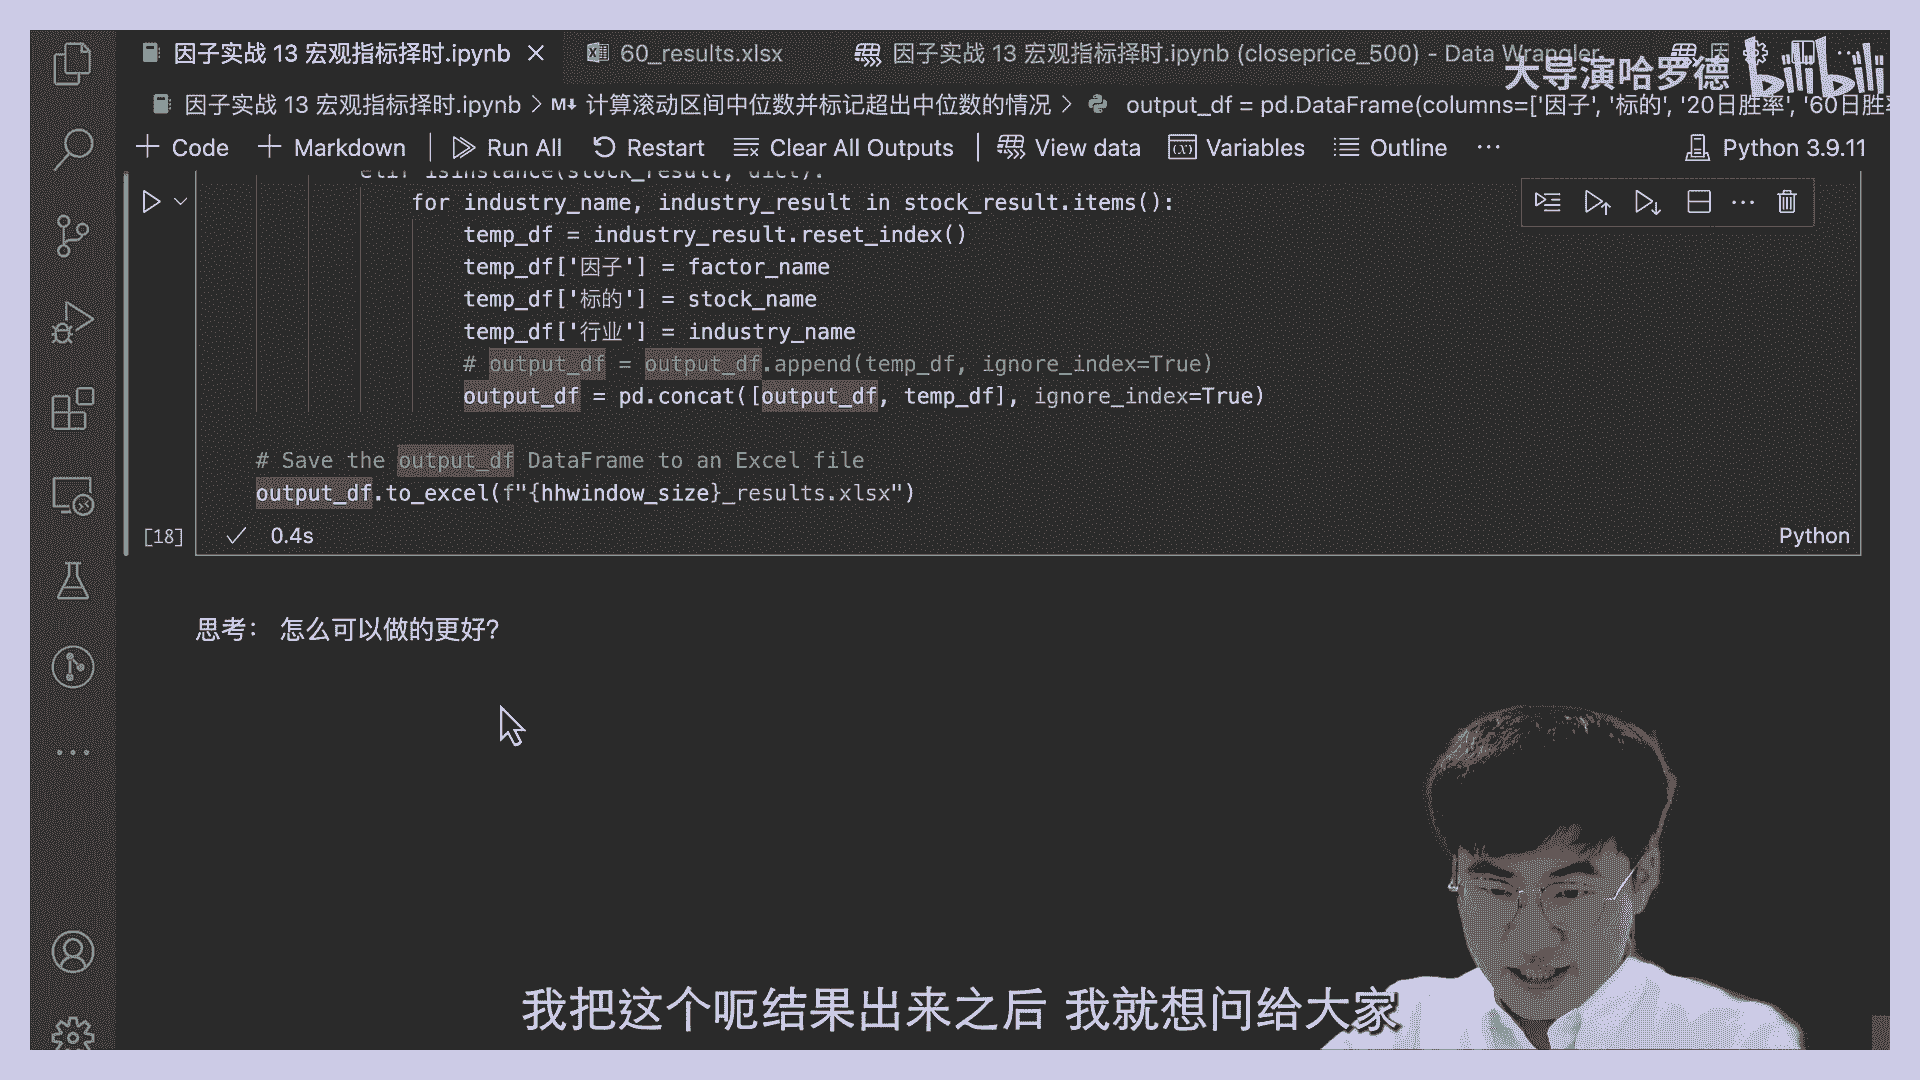 因子实战 13 宏观指标择时.ipynb
60_results.xlsx
因子实战 13 宏观指标择时.ipynb (closeprice_500) - Data Wrangler
大导演哈罗德
bilibili
因子实战 13 宏观指标择时.ipynb > M↓ 计算滚动区间中位数并标记超出中位数的情况 > output_df = pd.DataFrame(columns=['因子', '标的', '20日胜率', '60日胜率
+ Code + Markdown Run All Restart Clear All Outputs View data Variables Outline ··· Python 3.9.11
elif isinstance(stock_result, dict):
for industry_name, industry_result in stock_result.items():
temp_df = industry_result.reset_index()
temp_df['因子'] = factor_name
temp_df['标的'] = stock_name
temp_df['行业'] = industry_name
# output_df = output_df.append(temp_df, ignore_index=True)
output_df = pd.concat([output_df, temp_df], ignore_index=True)
# Save the output_df DataFrame to an Excel file
output_df.to_excel(f"{hhwindow_size}_results.xlsx")
[18]
0.4s
Python
思考： 怎么可以做的更好?
我把这个呃结果出来之后 我就想问给大家